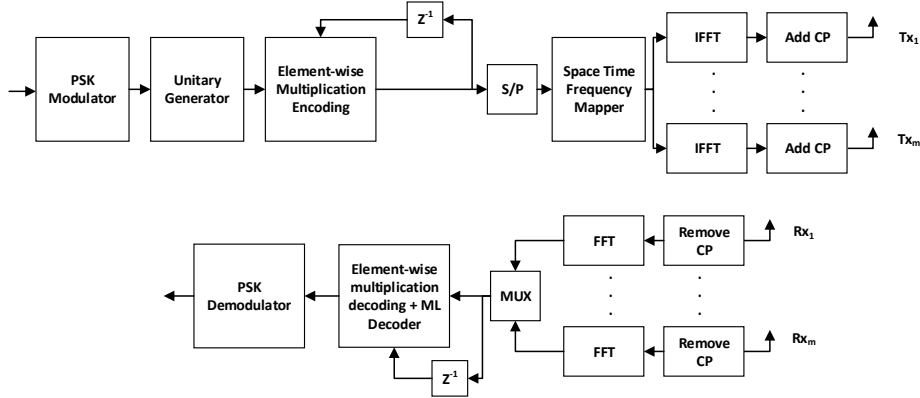 Z⁻¹
PSK
Modulator
Unitary
Generator
Element-wise
Multiplication
Encoding
S/P
Space Time
Frequency
Mapper
IFFT
Add CP
Tx₁
IFFT
Add CP
Txₘ
PSK
Demodulator
Element-wise
multiplication
decoding + ML
Decoder
Z⁻¹
MUX
FFT
Remove
CP
Rx₁
FFT
Remove
CP
Rxₘ